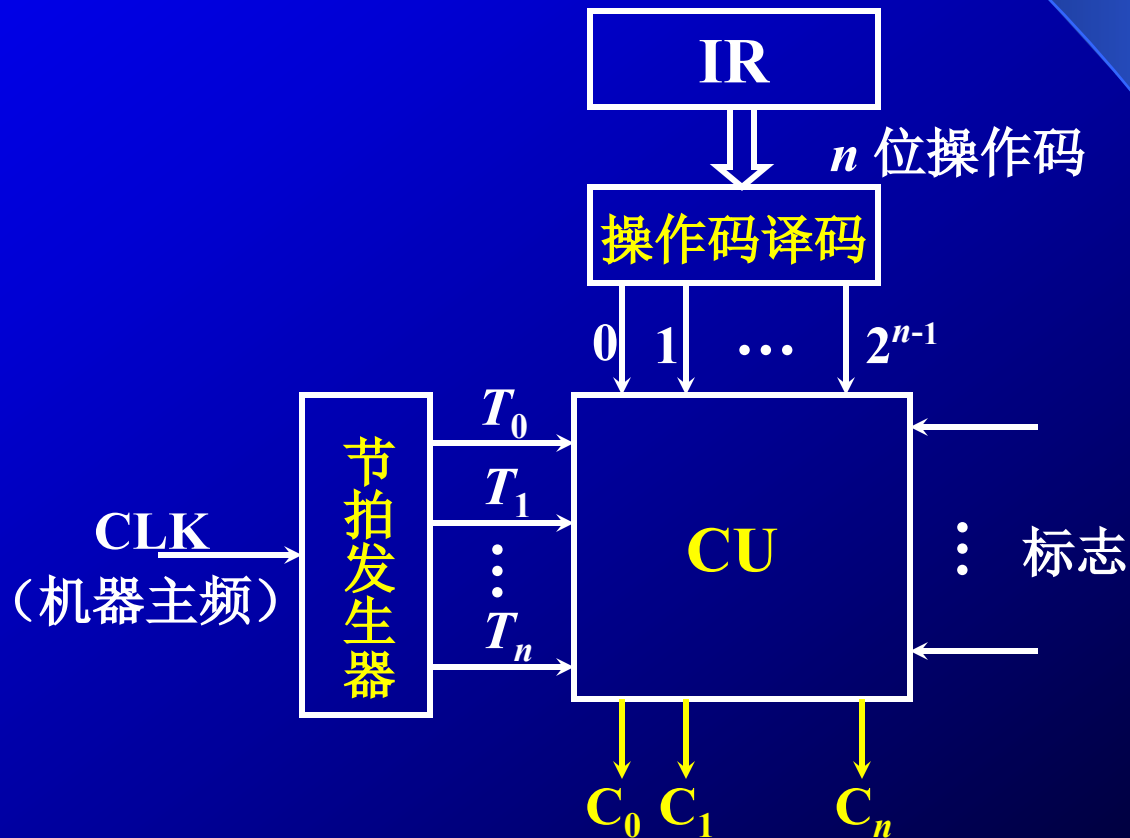 IR
n 位操作码
操作码译码
0 1 … 2ⁿ⁻¹
T₀
T₁
⋮
Tₙ
节拍发生器
CLK
（机器主频）
CU
⋮ 标志
C₀ C₁ Cₙ